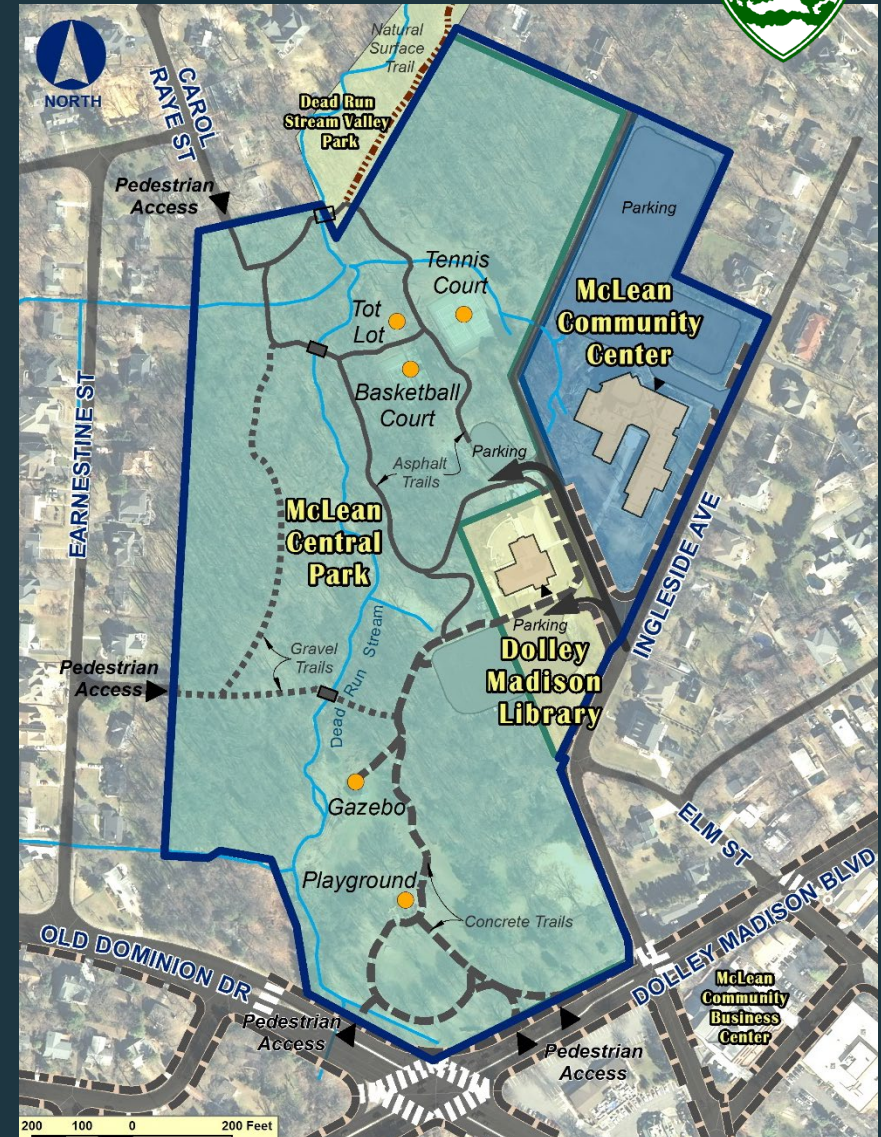 Natural
Surface
Trail
NORTH
CAROL
RAYE ST
Dead Run
Stream Valley
Park
Pedestrian
Access
Parking
Tennis
Court
McLean
Community
Center
Tot
Lot
Basketball
Court
Parking
Asphalt
Trails
EARNESTINE ST
McLean
Central
Park
INGLESIDE AVE
Parking
Dead Run Stream
Gravel
Trails
Dolley
Madison
Library
Pedestrian
Access
Gazebo
ELM ST
Playground
Concrete Trails
DOLLEY MADISON BLVD
OLD DOMINION DR
McLean
Community
Business
Center
Pedestrian
Access
Pedestrian
Access
200 100 0 200 Feet